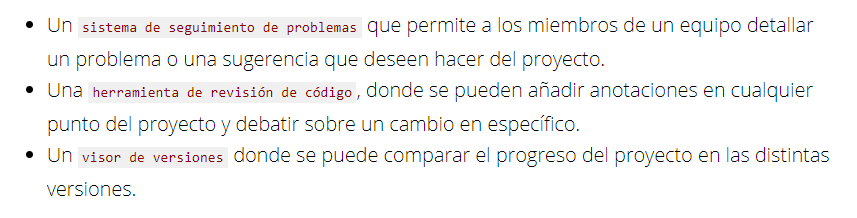 Un sistema de seguimiento de problemas que permite a los miembros de un equipo detallar
un problema o una sugerencia que deseen hacer del proyecto.
Una herramienta de revisión de código, donde se pueden añadir anotaciones en cualquier
punto del proyecto y debatir sobre un cambio en específico.
Un visor de versiones donde se puede comparar el progreso del proyecto en las distintas
versiones.